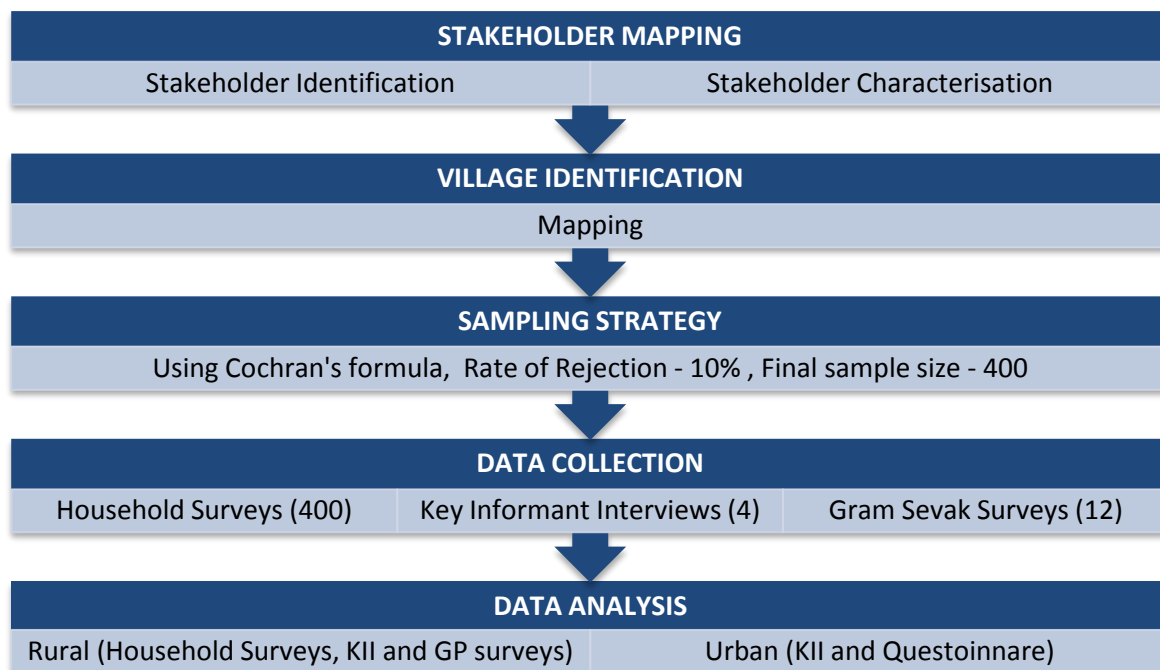 STAKEHOLDER MAPPING
Stakeholder Identification
Stakeholder Characterisation
VILLAGE IDENTIFICATION
Mapping
SAMPLING STRATEGY
Using Cochran's formula, Rate of Rejection - 10% , Final sample size - 400
DATA COLLECTION
Household Surveys (400)
Key Informant Interviews (4)
Gram Sevak Surveys (12)
DATA ANALYSIS
Rural (Household Surveys, KII and GP surveys)
Urban (KII and Questoinnare)